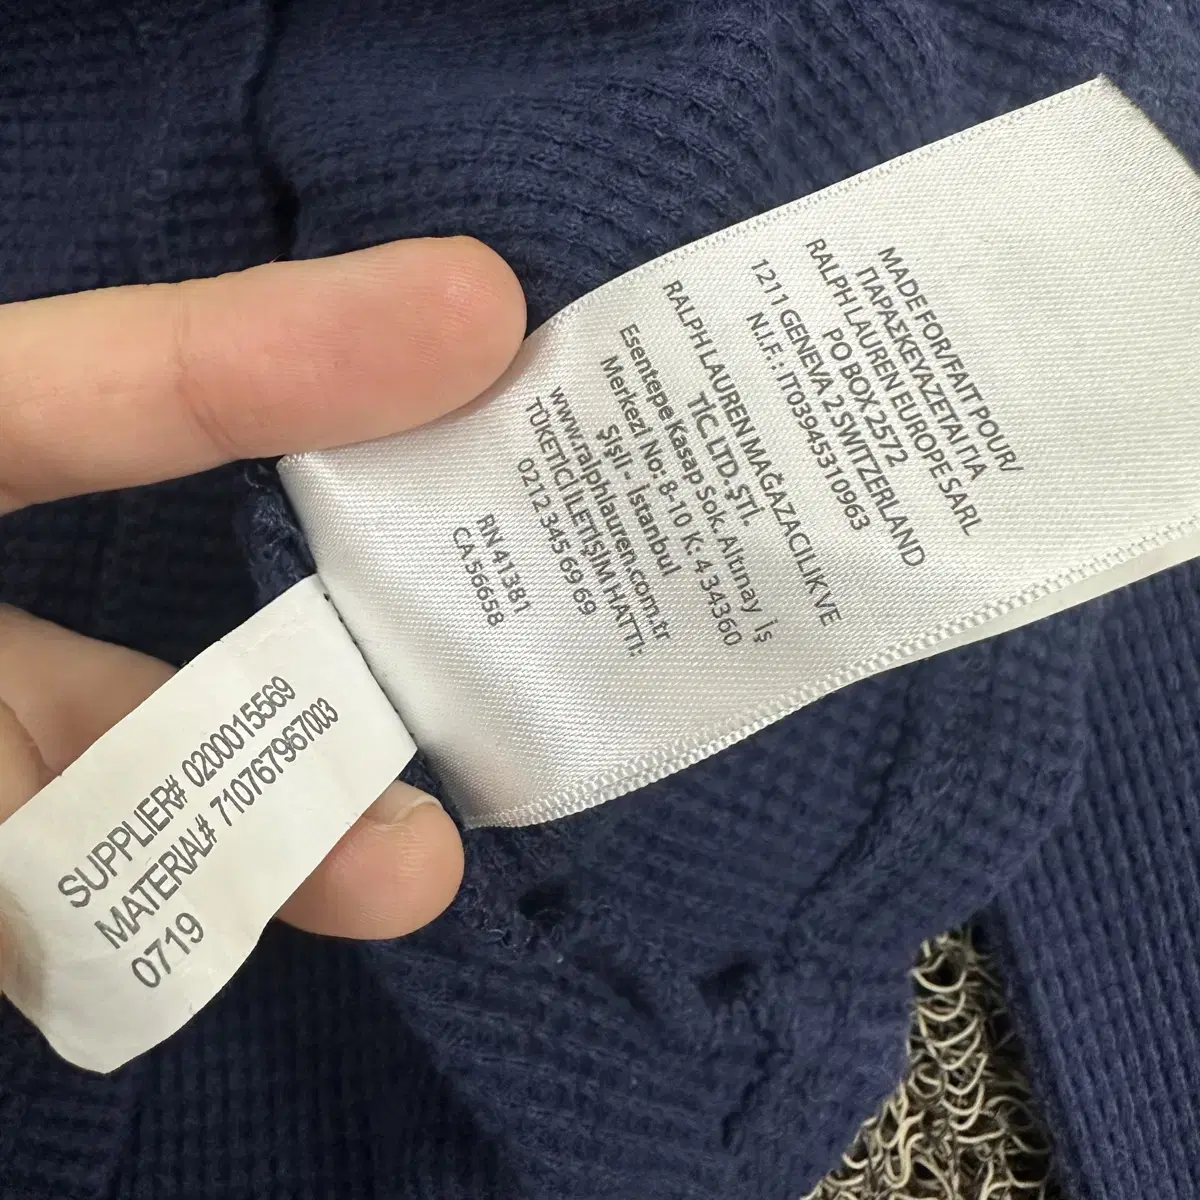 MADE FOR/FAIT POUR/
ΠΑΡΑΣΚΕΥΑΖΕΤΑΙ ΓΙΑ
RALPH LAUREN EUROPE SARL
PO BOX 2572
1211 GENEVA 2 SWITZERLAND
N.I.F.: IT03945310963
RALPH LAUREN MAĞAZACILIK VE
TİC. LTD. ŞTİ.
Esentepe Kasap Sok. Altınay İş
Merkezi No: 8-10 K: 4 34360
Şişli - İstanbul
www.ralphlauren.com.tr
TÜKETİCİ İLETİŞİM HATTI:
0212 345 69 69
RN 41381
CA 56658
SUPPLIER# 0200015569
MATERIAL# 710767967003
0719